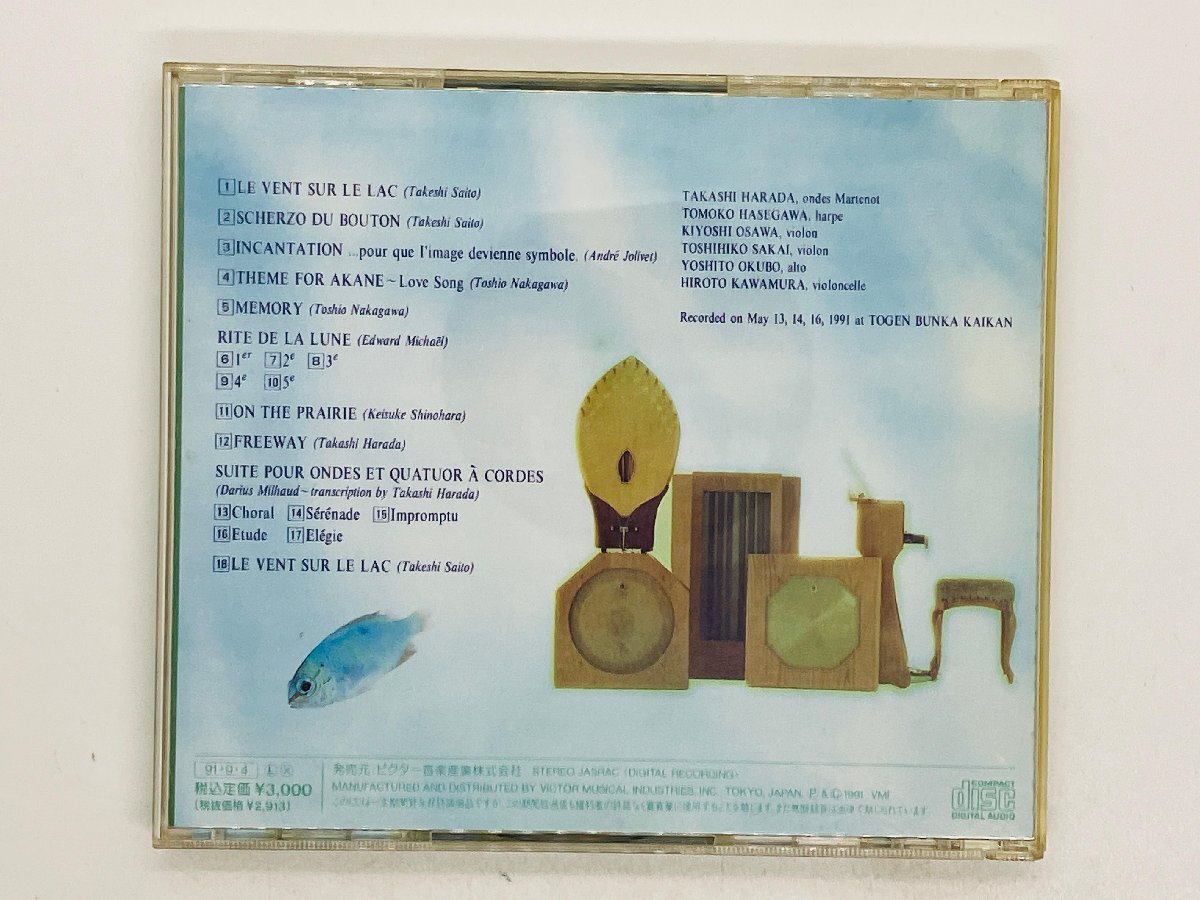 1 LE VENT SUR LE LAC (Takeshi Saito)
2 SCHERZO DU BOUTON (Takeshi Saito)
3 INCANTATION ...pour que l'image devienne symbole. (André Jolivet)
4 THEME FOR AKANE~Love Song (Toshio Nakagawa)
5 MEMORY (Toshio Nakagawa)
RITE DE LA LUNE (Edward Michaël)
6 1er 7 2e 8 3e
9 4e 10 5e
11 ON THE PRAIRIE (Keisuke Shinohara)
12 FREEWAY (Takashi Harada)
SUITE POUR ONDES ET QUATUOR À CORDES
(Darius Milhaud~transcription by Takashi Harada)
13 Choral 14 Sérénade 15 Impromptu
16 Etude 17 Elégie
18 LE VENT SUR LE LAC (Takeshi Saito)
TAKASHI HARADA, ondes Martenot
TOMOKO HASEGAWA, harpe
KIYOSHI OSAWA, violon
TOSHIHIKO SAKAI, violon
YOSHITO OKUBO, alto
HIROTO KAWAMURA, violoncelle
Recorded on May 13, 14, 16, 1991 at TOGEN BUNKA KAIKAN
91・9・4 Ⓛ Ⓧ
税込定価 ¥3,000
(税抜価格 ¥2,913)
発売元 ビクター音楽産業株式会社 STEREO JASRAC <DIGITAL RECORDING>
MANUFACTURED AND DISTRIBUTED BY VICTOR MUSICAL INDUSTRIES, INC. TOKYO, JAPAN. ℗ & © 1991 VMI
COMPACT
disc
DIGITAL AUDIO